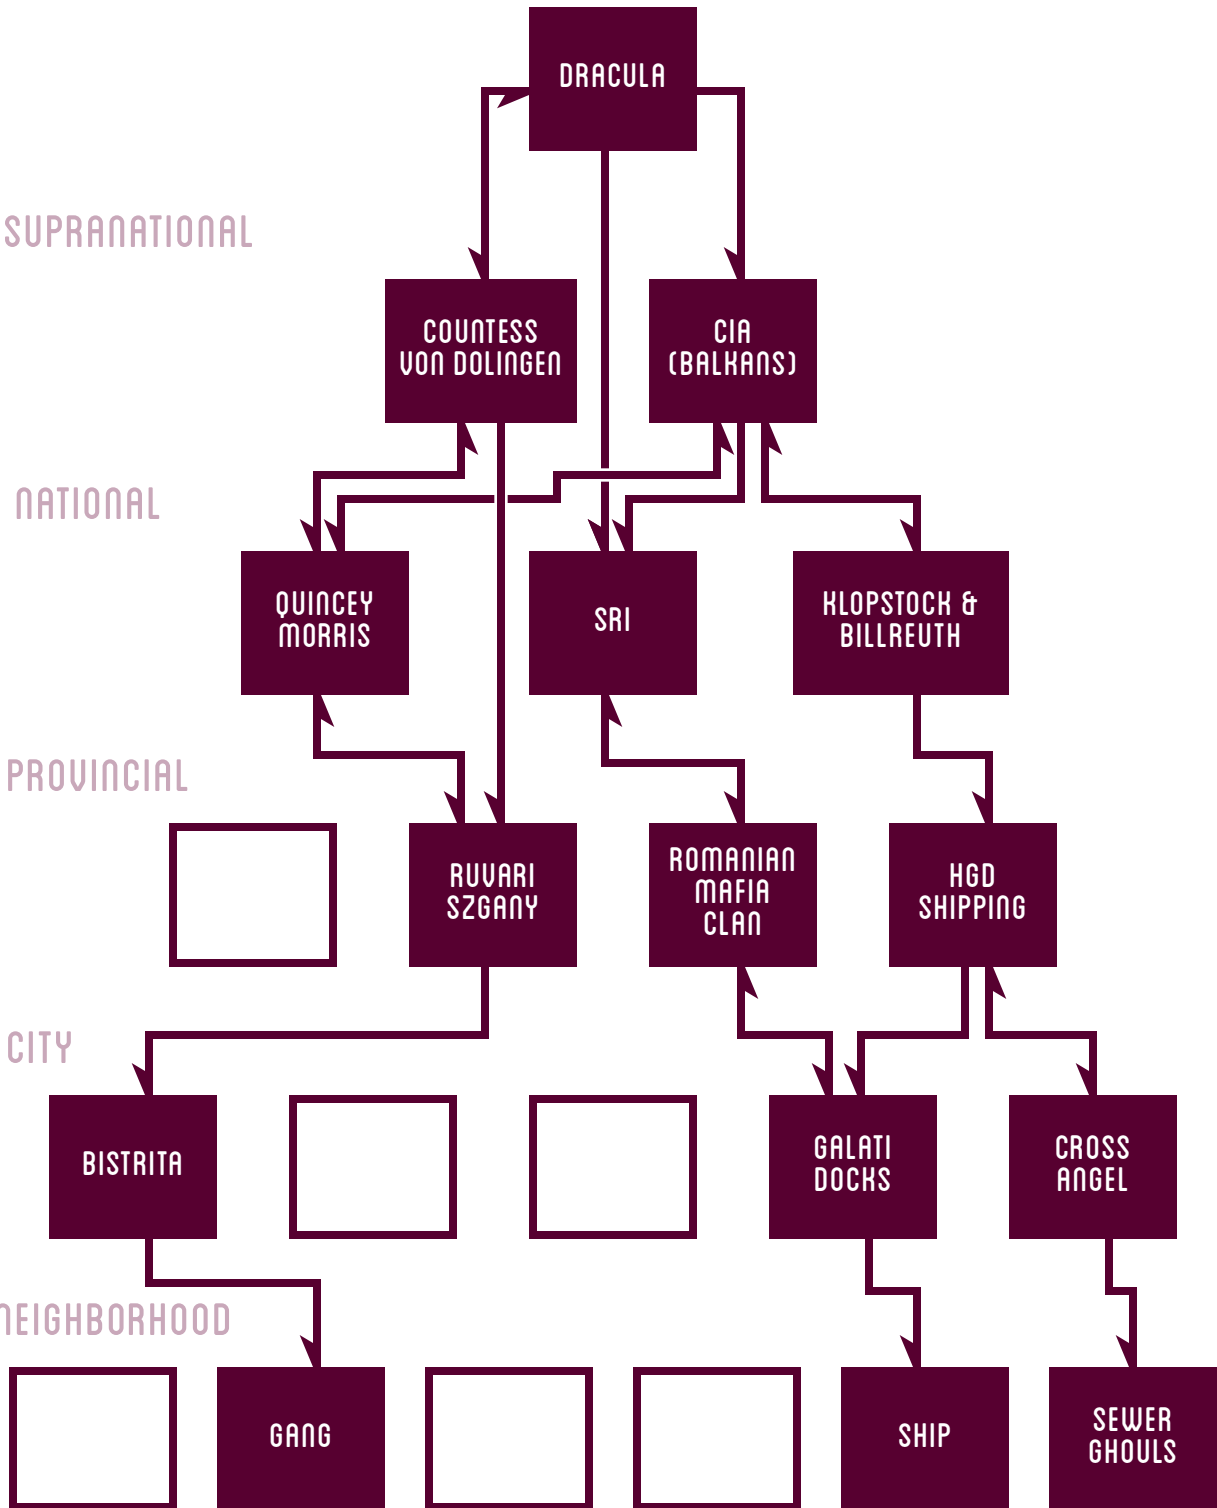 DRACULA
SUPRANATIONAL
COUNTESS
VON DOLINGEN
CIA
(BALKANS)
NATIONAL
QUINCEY
MORRIS
SRI
KLOPSTOCK &
BILLREUTH
PROVINCIAL
RUVARI
SZGANY
ROMANIAN
MAFIA
CLAN
HGD
SHIPPING
CITY
BISTRITA
GALATI
DOCKS
CROSS
ANGEL
NEIGHBORHOOD
GANG
SHIP
SEWER
GHOULS